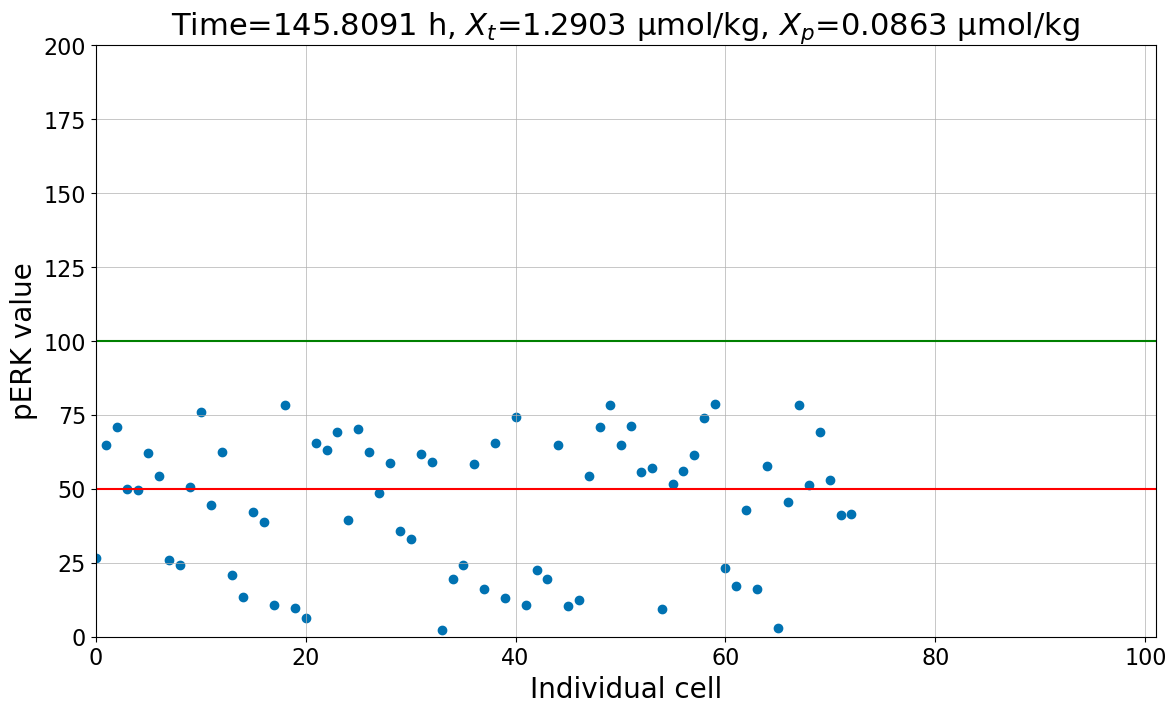 Time=145.8091 h, Xt=1.2903 μmol/kg, Xp=0.0863 μmol/kg
200
175
150
125
100
75
50
25
0
pERK value
0 20 40 60 80 100
Individual cell